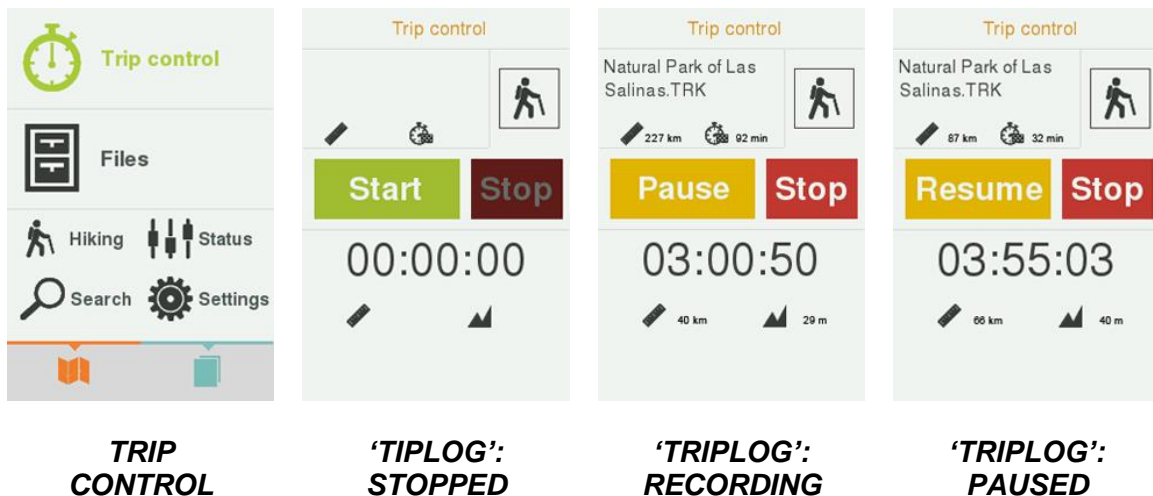 Trip control
Files
Hiking
Status
Search
Settings
Trip control
Start
Stop
00:00:00
Trip control
Natural Park of Las
Salinas.TRK
227 km
92 min
Pause
Stop
03:00:50
40 km
29 m
Trip control
Natural Park of Las
Salinas.TRK
87 km
32 min
Resume
Stop
03:55:03
66 km
40 m
TRIP
CONTROL
‘TIPLOG’:
STOPPED
‘TRIPLOG’:
RECORDING
‘TRIPLOG’:
PAUSED